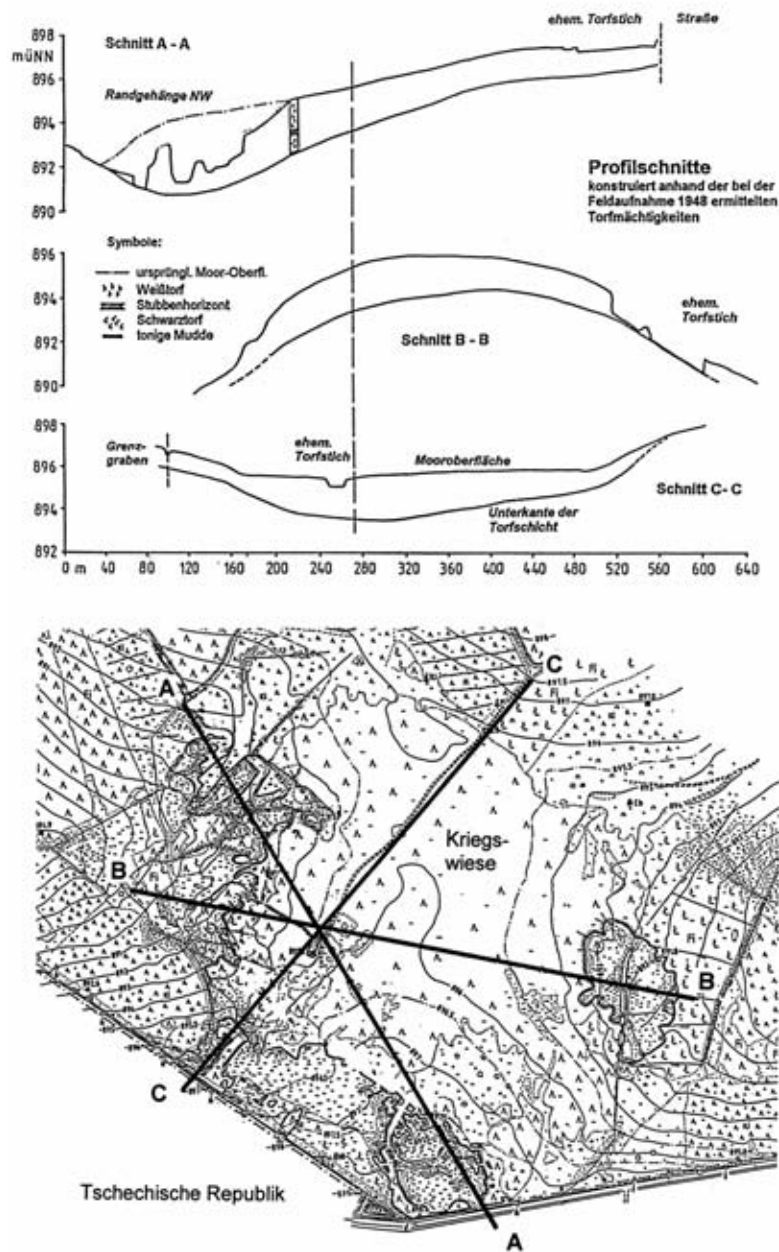 ehem. Torfstich
Straße
898
Schnitt A - A
müNN
896
Randgehänge NW
894
892
890
Profilschnitte
konstruiert anhand der bei der
Feldaufnahme 1948 ermittelten
Torfmächtigkeiten
Symbole:
ursprüngl. Moor-Oberfl.
Weißtorf
Stubbenhorizont
Schwarztorf
tonige Mudde
896
894
892
890
ehem.
Torfstich
Schnitt B - B
898
896
894
892
Grenz-
graben
ehem.
Torfstich
Mooroberfläche
Schnitt C- C
Unterkante der
Torfschicht
0 m 40 80 120 160 200 240 280 320 360 400 440 480 520 560 600 640
A
C
Kriegs-
wiese
B
B
C
Tschechische Republik
A